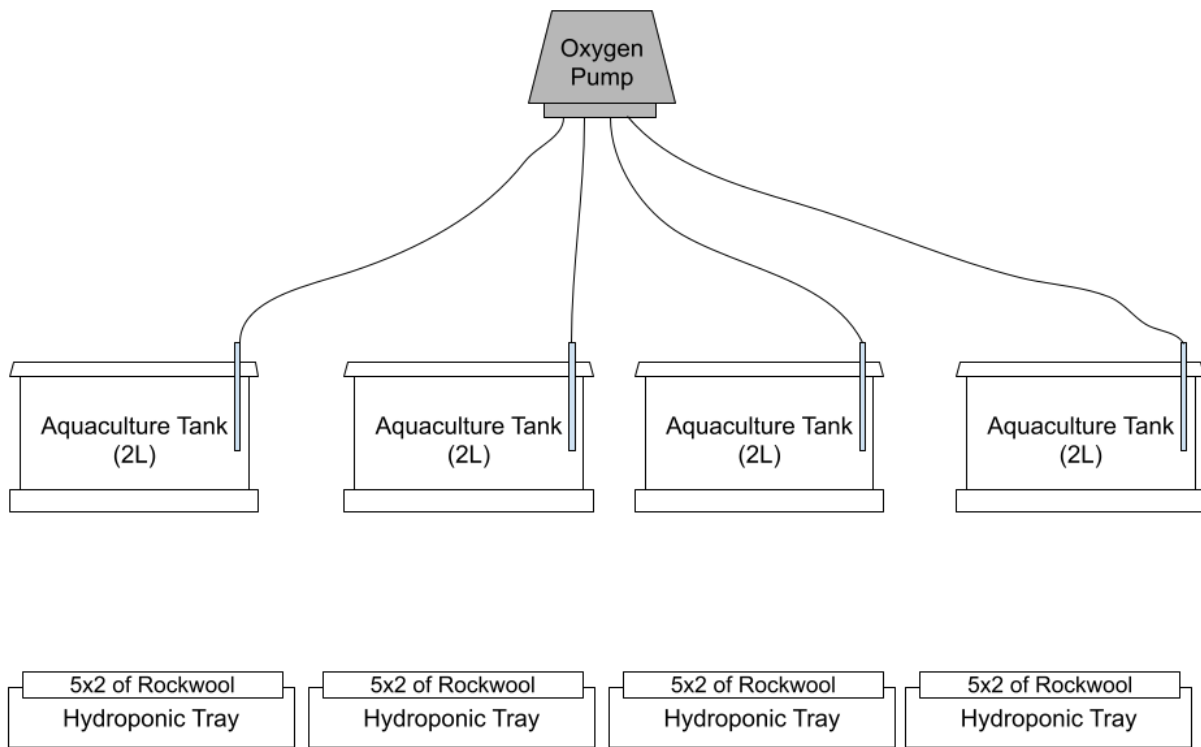 Oxygen
Pump
Aquaculture Tank
(2L)
Aquaculture Tank
(2L)
Aquaculture Tank
(2L)
Aquaculture Tank
(2L)
5x2 of Rockwool
Hydroponic Tray
5x2 of Rockwool
Hydroponic Tray
5x2 of Rockwool
Hydroponic Tray
5x2 of Rockwool
Hydroponic Tray